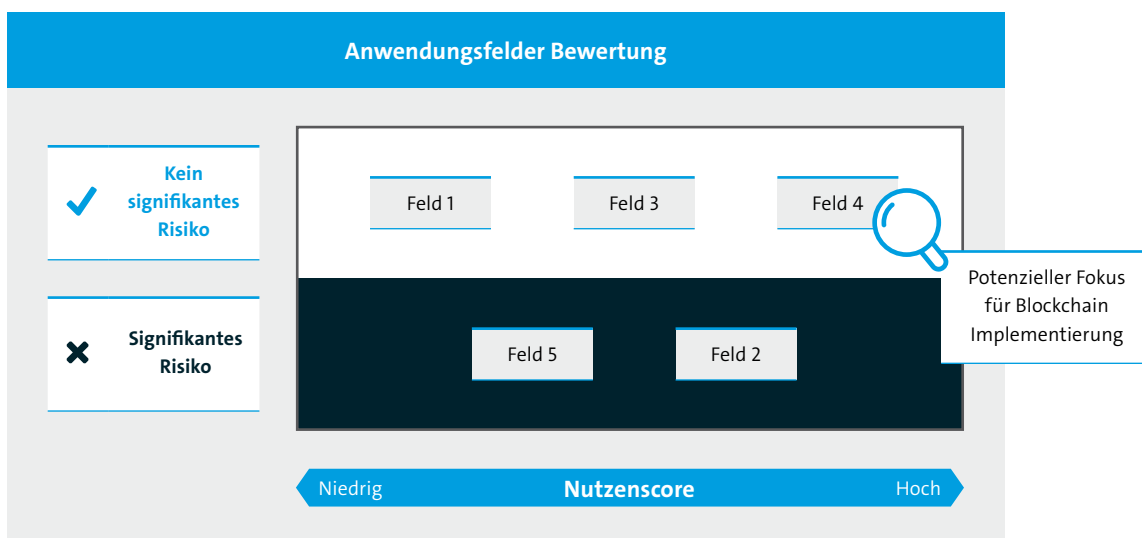 Anwendungsfelder Bewertung
Kein
signifikantes
Risiko
Feld 1
Feld 3
Feld 4
Potenzieller Fokus
für Blockchain
Implementierung
Signifikantes
Risiko
Feld 5
Feld 2
Niedrig
Nutzenscore
Hoch